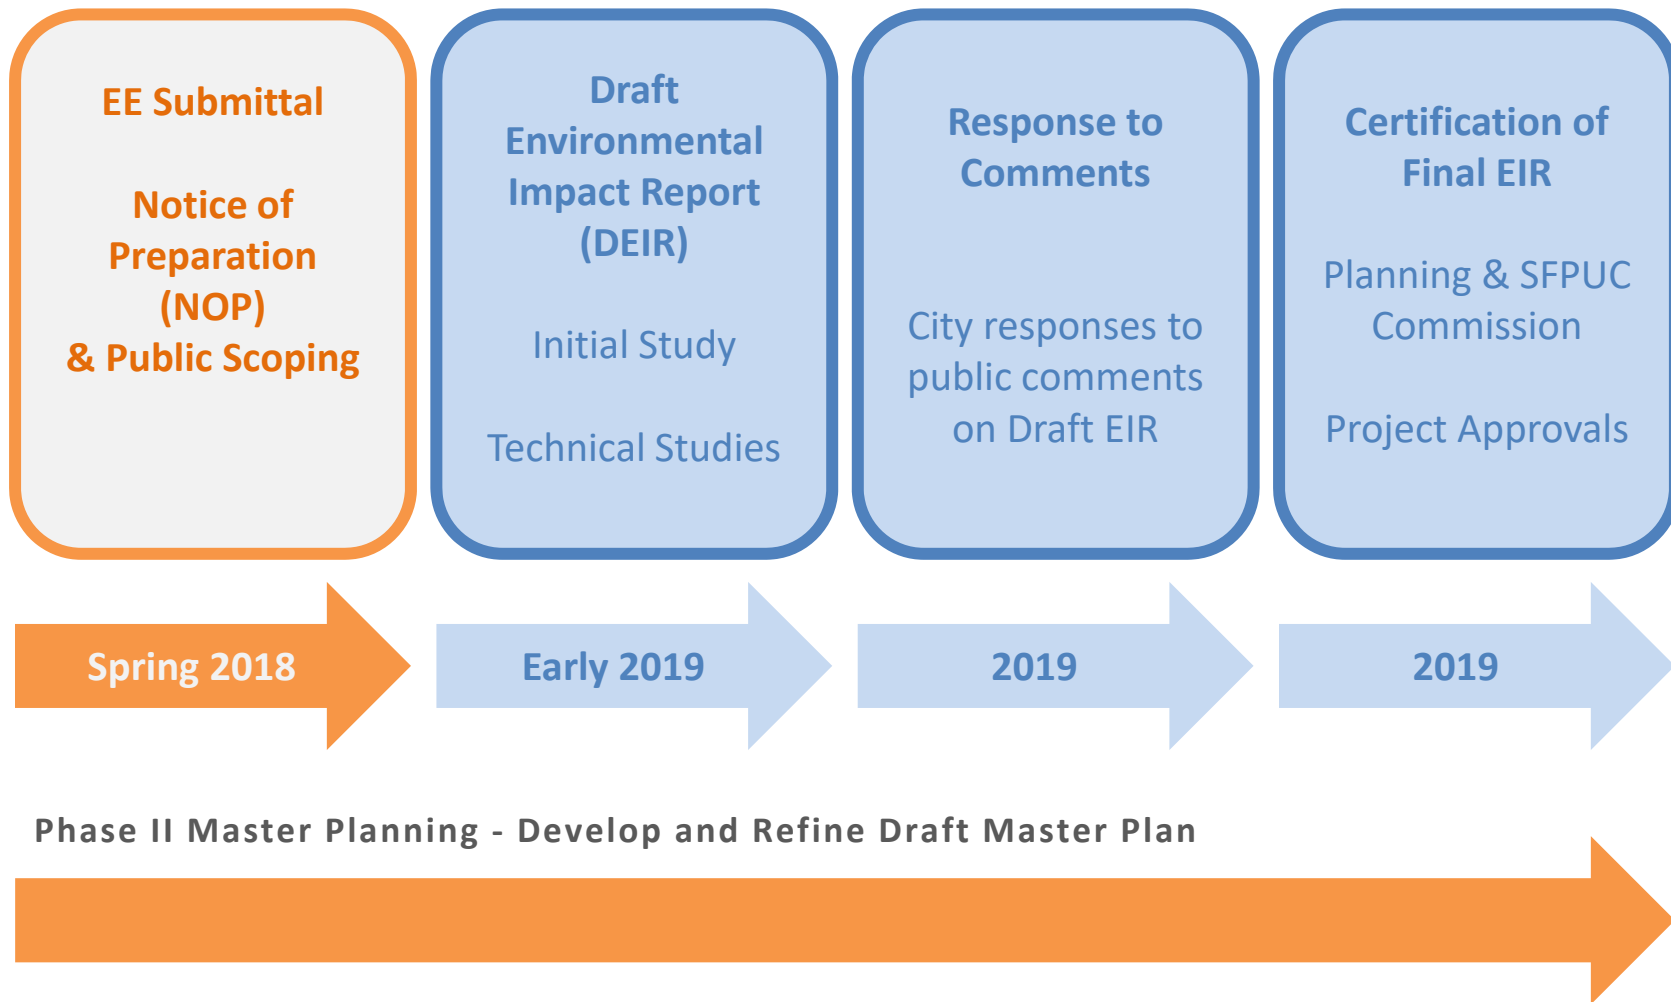 EE Submittal
Notice of
Preparation
(NOP)
& Public Scoping
Draft
Environmental
Impact Report
(DEIR)
Initial Study
Technical Studies
Response to
Comments
City responses to
public comments
on Draft EIR
Certification of
Final EIR
Planning & SFPUC
Commission
Project Approvals
Spring 2018
Early 2019
2019
2019
Phase II Master Planning - Develop and Refine Draft Master Plan